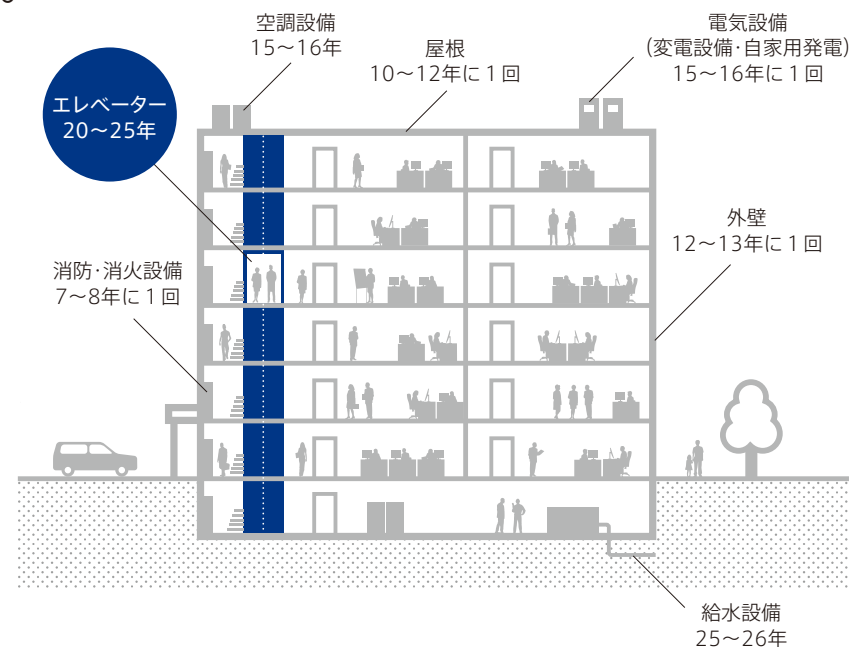 空調設備
15～16年
電気設備
(変電設備･自家用発電)
15～16年に1回
屋根
10～12年に1回
エレベーター
20～25年
外壁
12～13年に1回
消防･消火設備
7～8年に1回
給水設備
25～26年